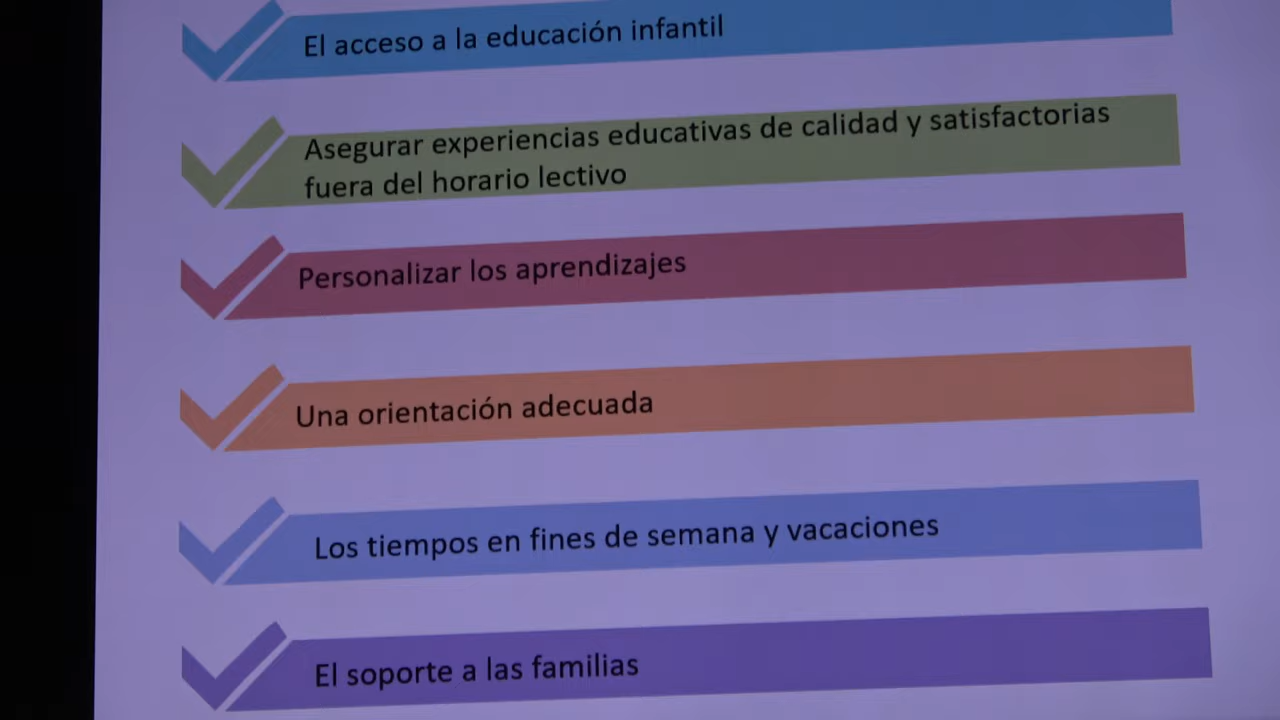 El acceso a la educación infantil
Asegurar experiencias educativas de calidad y satisfactorias
fuera del horario lectivo
Personalizar los aprendizajes
Una orientación adecuada
Los tiempos en fines de semana y vacaciones
El soporte a las familias